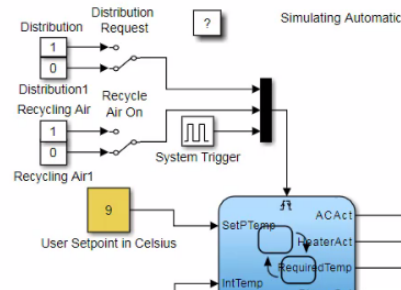 Distribution
Distribution
Request
?
Simulating Automatic
1
0
Distribution1
Recycling Air
Recycle
Air On
1
0
Recycling Air1
System Trigger
9
User Setpoint in Celsius
SetPTemp
ACAct
HeaterAct
RequiredTemp
IntTemp